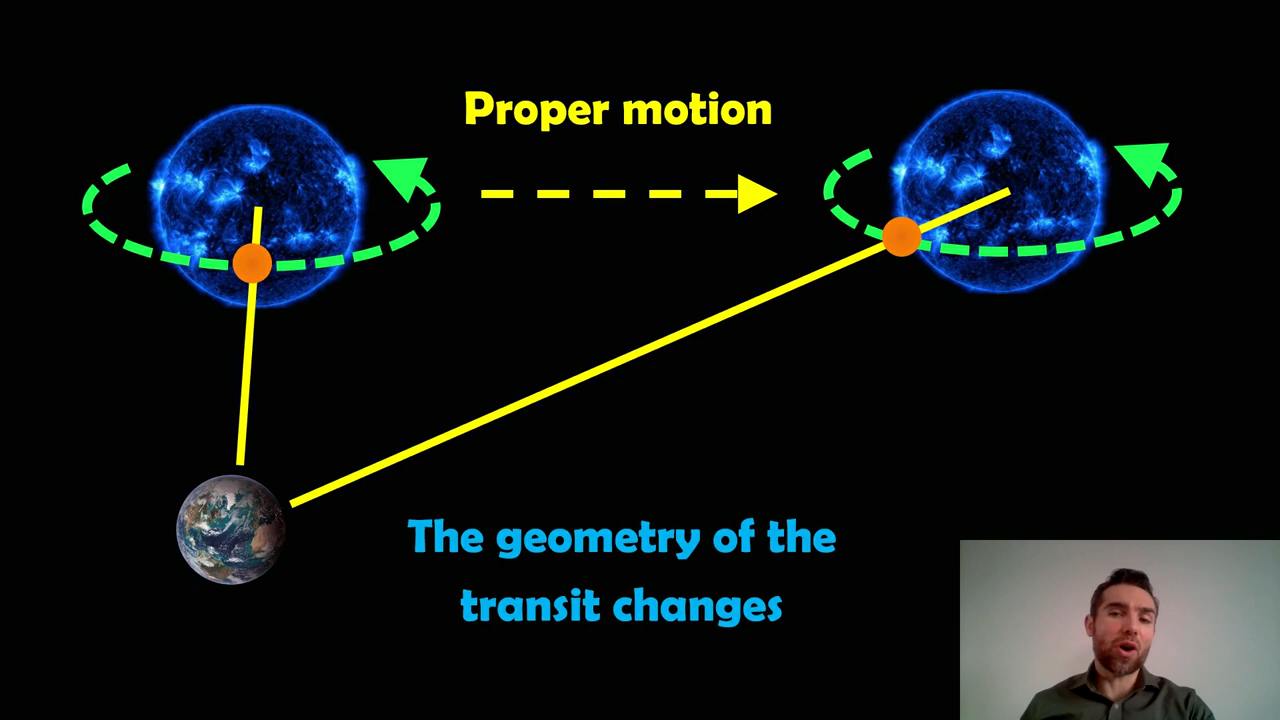 Proper motion
The geometry of the
transit changes